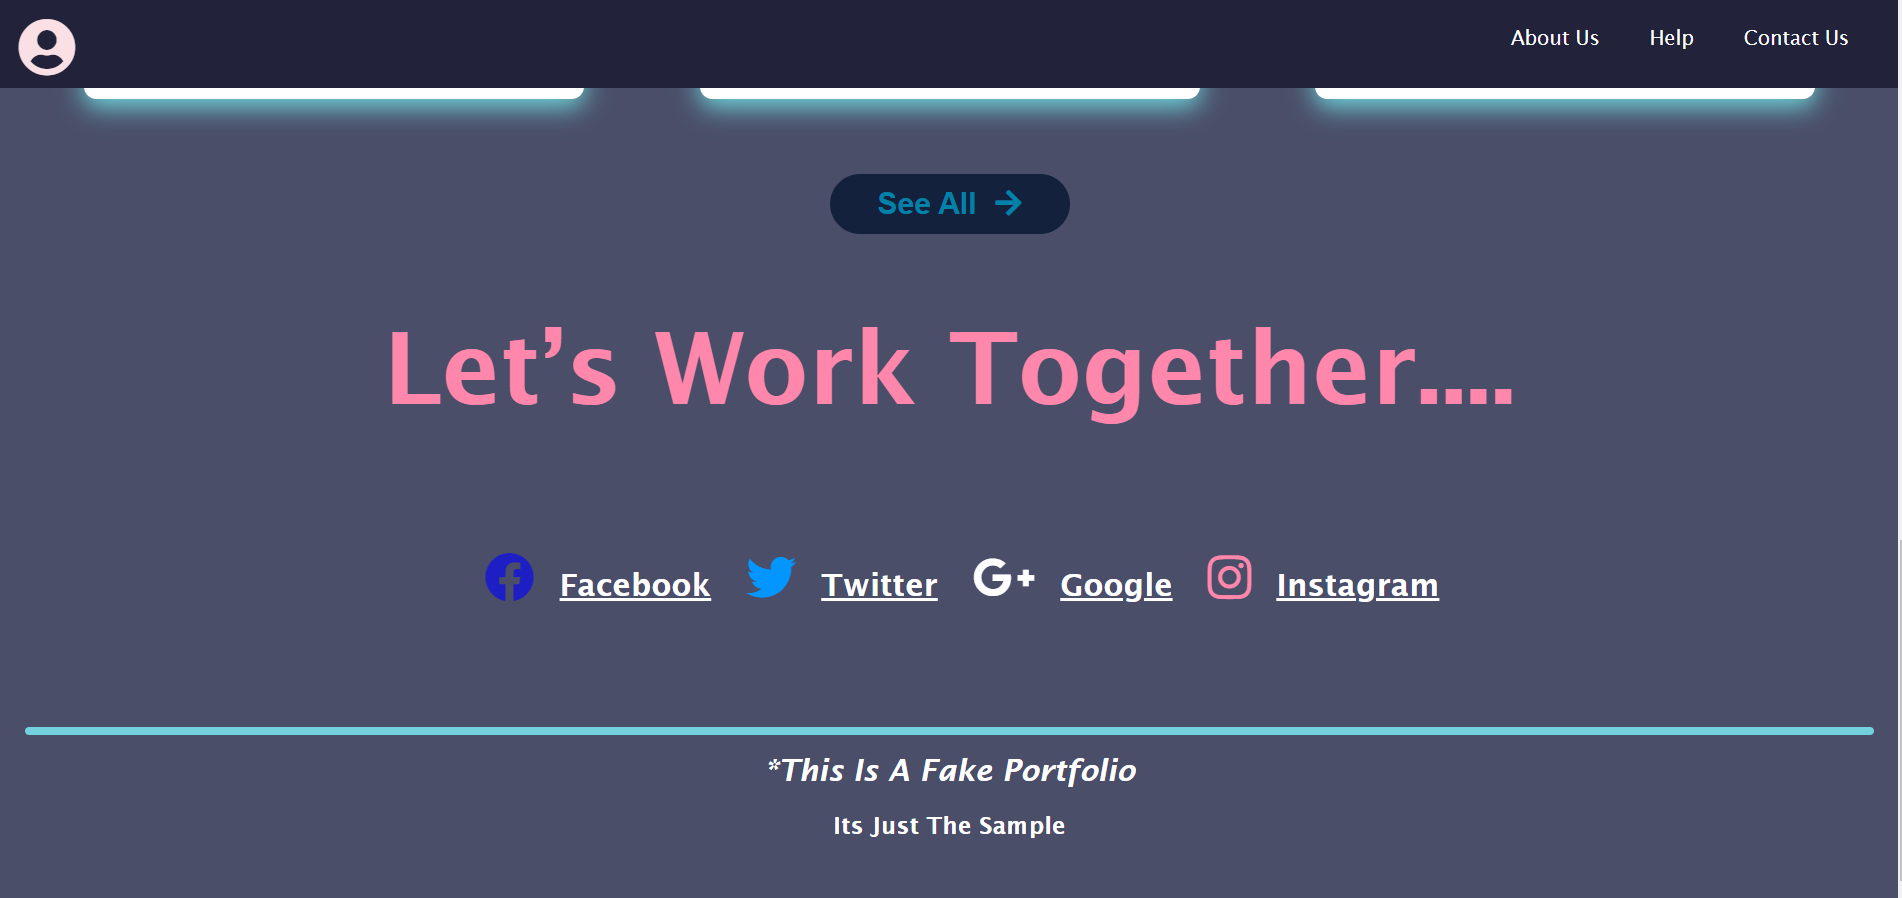 About Us Help Contact Us
See All
Let’s Work Together....
Facebook Twitter G+ Google Instagram
*This Is A Fake Portfolio
Its Just The Sample